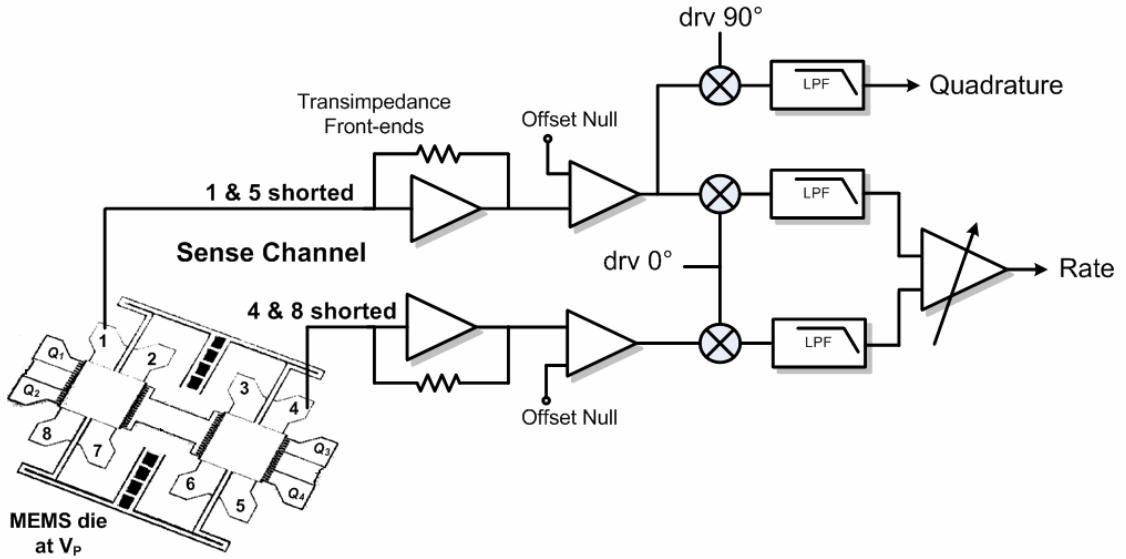 drv 90°
LPF
Quadrature
Transimpedance
Front-ends
Offset Null
1 & 5 shorted
LPF
Sense Channel
drv 0°
Rate
4 & 8 shorted
LPF
Offset Null
1
2
3
4
Q₁
Q₂
8
7
6
5
Q₃
Q₄
MEMS die
at Vₚ